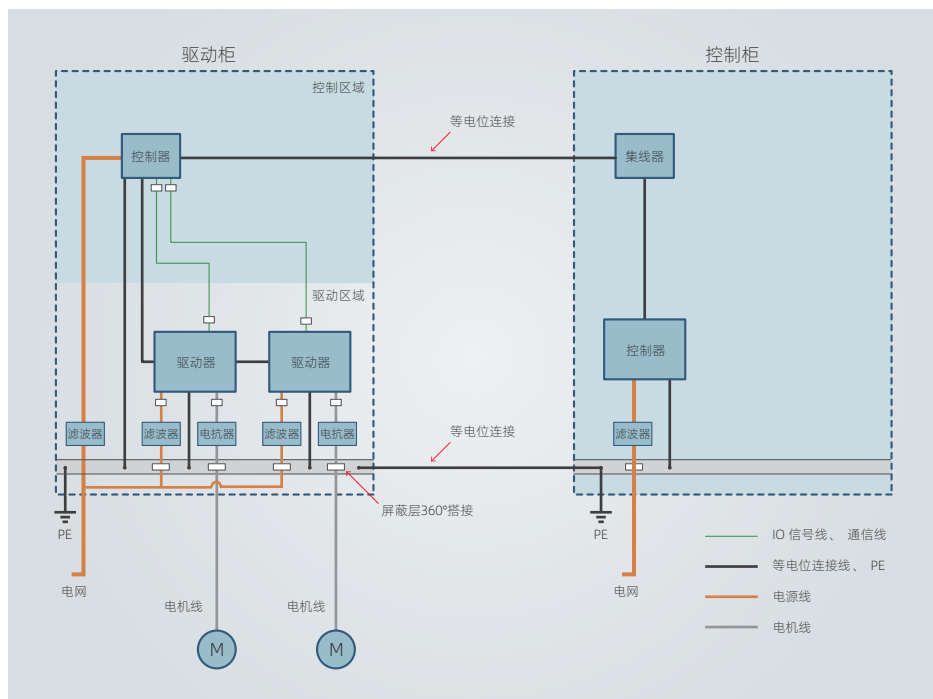 驱动柜
控制柜
控制区域
等电位连接
控制器
集线器
驱动区域
驱动器
驱动器
控制器
滤波器
滤波器
电抗器
滤波器
电抗器
等电位连接
滤波器
屏蔽层360°搭接
PE
PE
IO 信号线、 通信线
等电位连接线、 PE
电网
电网
电源线
电机线
电机线
电机线
M
M